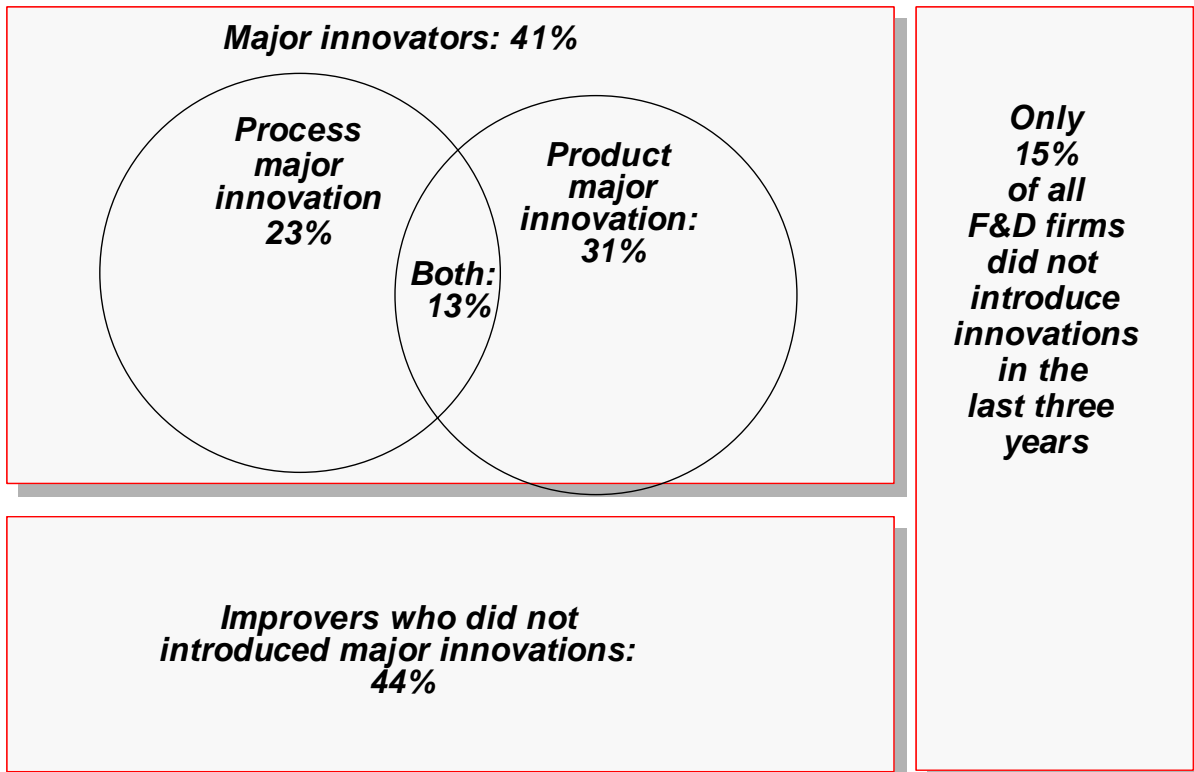 Major innovators: 41%
Process
major
innovation
23%
Product
major
innovation:
31%
Both:
13%
Only
15%
of all
F&D firms
did not
introduce
innovations
in the
last three
years
Improvers who did not
introduced major innovations:
44%